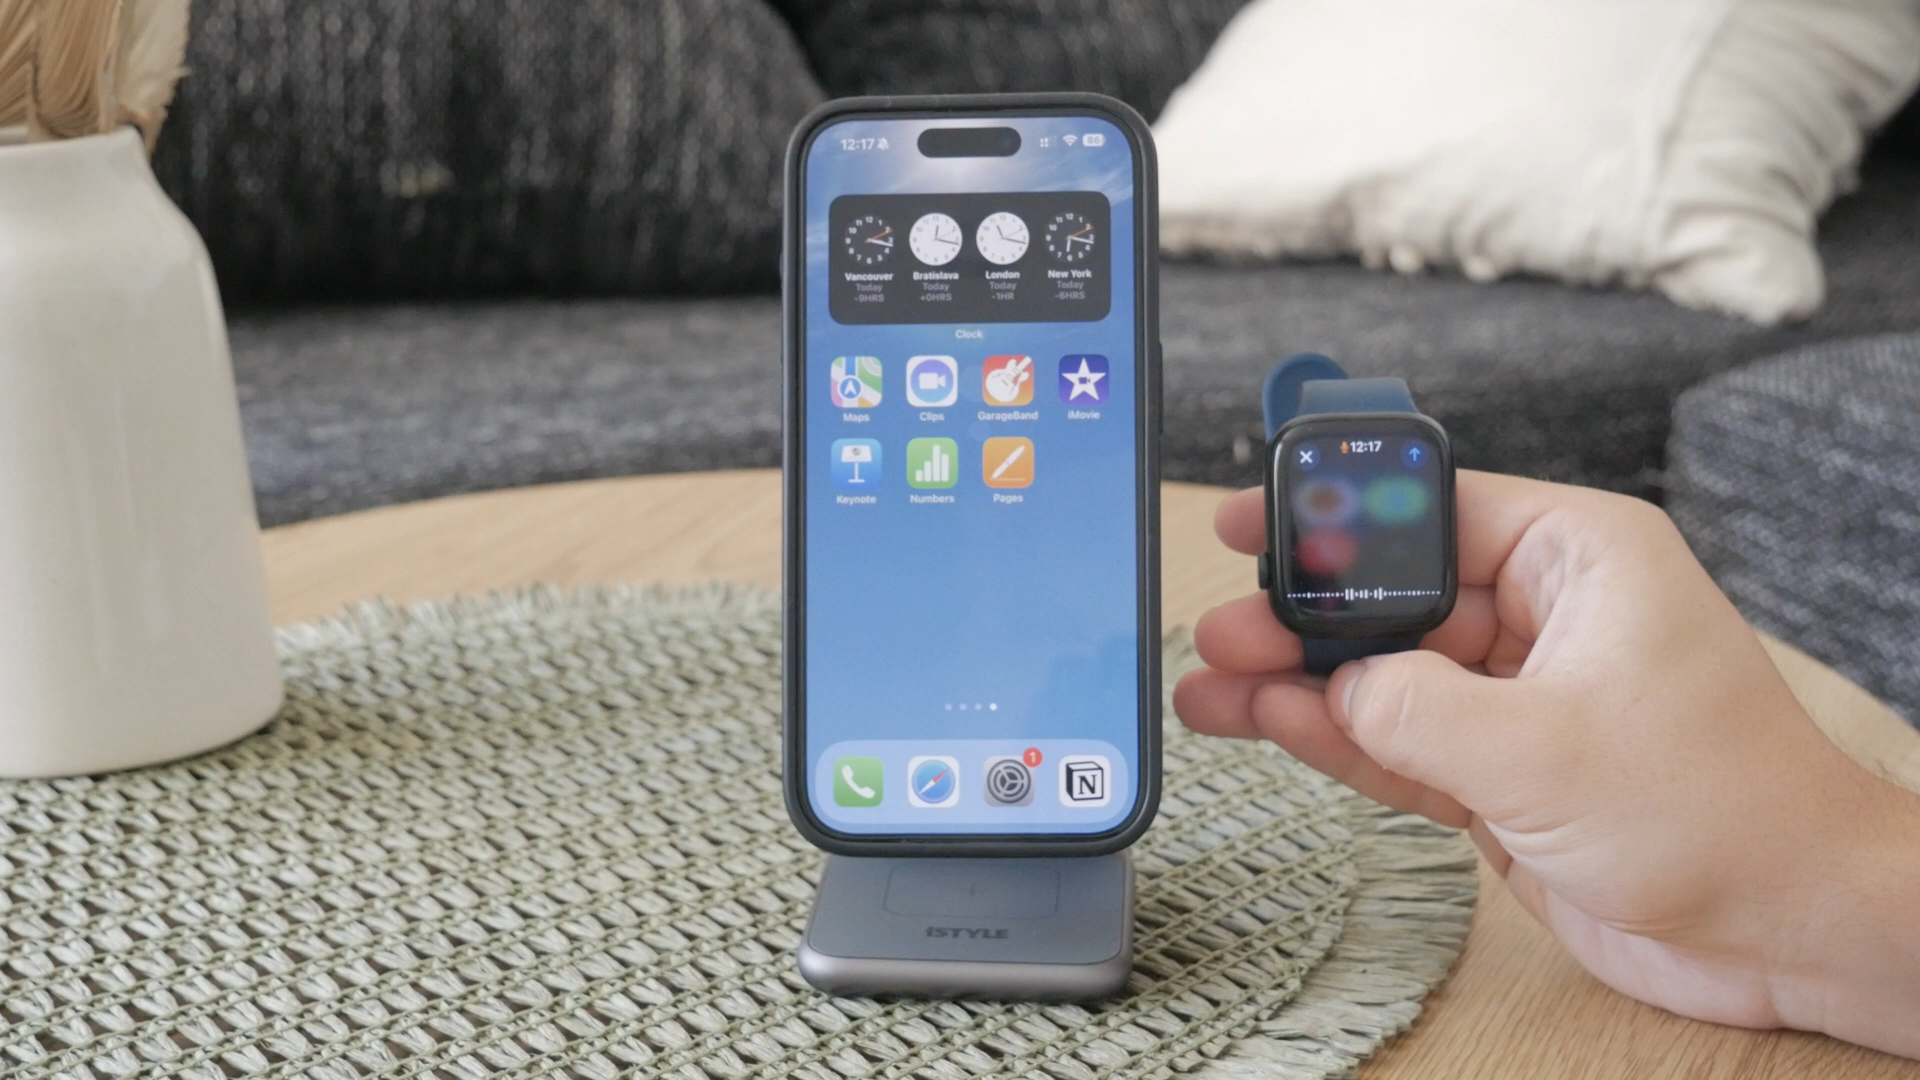 12:17
86
Vancouver
Today
-9HRS
Bratislava
Today
+0HRS
London
Today
-1HR
New York
Today
-6HRS
Clock
Maps
Clips
GarageBand
iMovie
Keynote
Numbers
Pages
1
N
iSTYLE
12:17